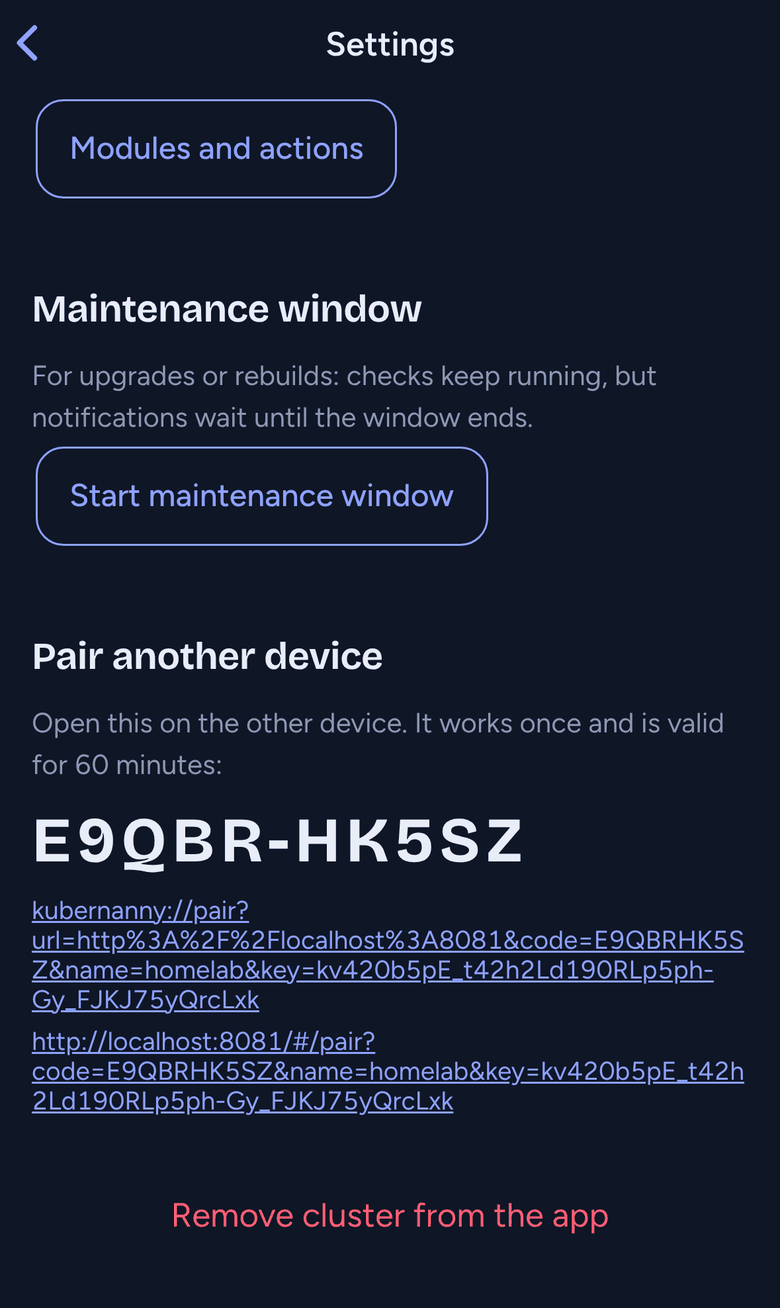 Settings
Modules and actions
Maintenance window
For upgrades or rebuilds: checks keep running, but
notifications wait until the window ends.
Start maintenance window
Pair another device
Open this on the other device. It works once and is valid
for 60 minutes:
E9QBR-HK5SZ
kubernanny://pair?
url=http%3A%2F%2Flocalhost%3A8081&code=E9QBRHK5S
Z&name=homelab&key=kv420b5pE_t42h2Ld190RLp5ph-
Gy_FJKJ75yQrcLxk
http://localhost:8081/#/pair?
code=E9QBRHK5SZ&name=homelab&key=kv420b5pE_t42h
2Ld190RLp5ph-Gy_FJKJ75yQrcLxk
Remove cluster from the app